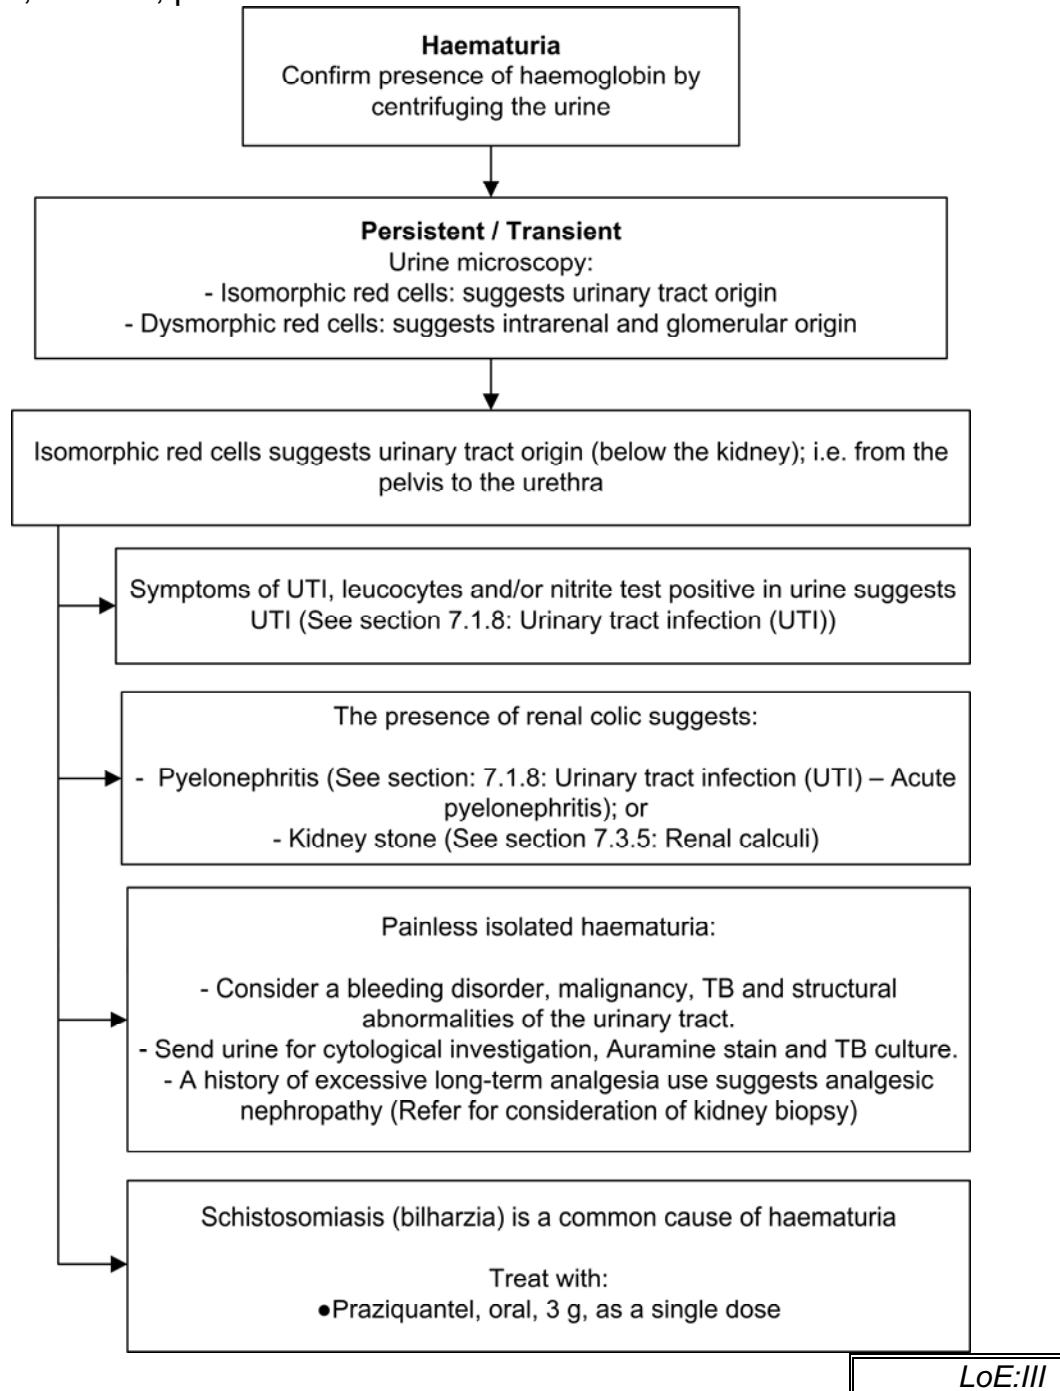 Haematuria
Confirm presence of haemoglobin by
centrifuging the urine
Persistent / Transient
Urine microscopy:
- Isomorphic red cells: suggests urinary tract origin
- Dysmorphic red cells: suggests intrarenal and glomerular origin
Isomorphic red cells suggests urinary tract origin (below the kidney); i.e. from the
pelvis to the urethra
Symptoms of UTI, leucocytes and/or nitrite test positive in urine suggests
UTI (See section 7.1.8: Urinary tract infection (UTI))
The presence of renal colic suggests:
- Pyelonephritis (See section: 7.1.8: Urinary tract infection (UTI) – Acute
pyelonephritis); or
- Kidney stone (See section 7.3.5: Renal calculi)
Painless isolated haematuria:
- Consider a bleeding disorder, malignancy, TB and structural
abnormalities of the urinary tract.
- Send urine for cytological investigation, Auramine stain and TB culture.
- A history of excessive long-term analgesia use suggests analgesic
nephropathy (Refer for consideration of kidney biopsy)
Schistosomiasis (bilharzia) is a common cause of haematuria
Treat with:
●Praziquantel, oral, 3 g, as a single dose
LoE:III